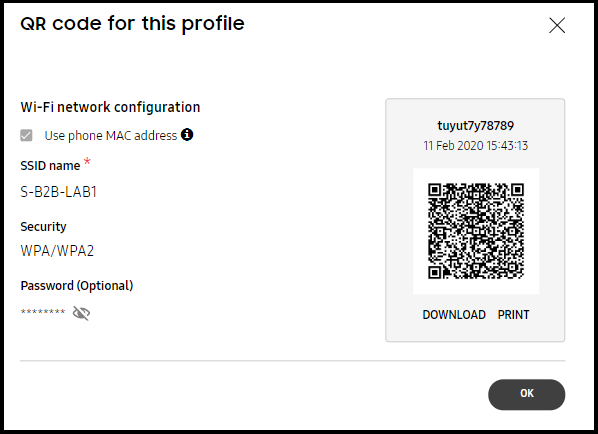 QR code for this profile
Wi-Fi network configuration
Use phone MAC address
SSID name *
S-B2B-LAB1
Security
WPA/WPA2
Password (Optional)
********
tuyut7y78789
11 Feb 2020 15:43:13
DOWNLOAD PRINT
OK